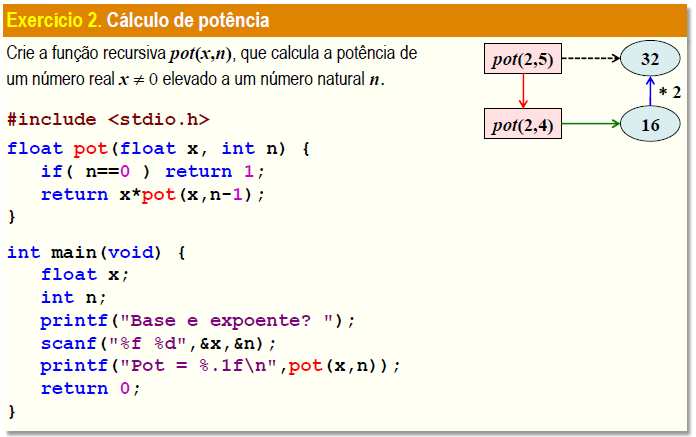 Exercício 2. Cálculo de potência
Crie a função recursiva pot(x,n), que calcula a potência de
um número real x ≠ 0 elevado a um número natural n.
pot(2,5)
32
* 2
pot(2,4)
16
#include <stdio.h>
float pot(float x, int n) {
   if( n==0 ) return 1;
   return x*pot(x,n-1);
}
int main(void) {
   float x;
   int n;
   printf("Base e expoente? ");
   scanf("%f %d",&x,&n);
   printf("Pot = %.1f\n",pot(x,n));
   return 0;
}